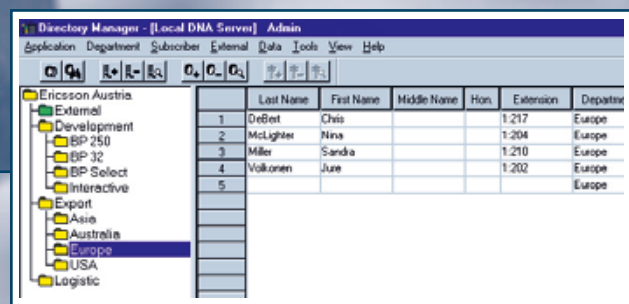 Directory Manager - [Local DNA Server] Admin
Application Department Subscriber External Data Tools View Help
Ericsson Austria
External
Development
BP 250
BP 32
BP Select
Interactive
Export
Asia
Australia
Europe
USA
Logistic
Last Name First Name Middle Name Hon. Extension Departme
1 DeBert Chris 1:217 Europe
2 McLighter Nina 1:204 Europe
3 Miller Sandra 1:210 Europe
4 Volkonen Jure 1:202 Europe
5 Europe